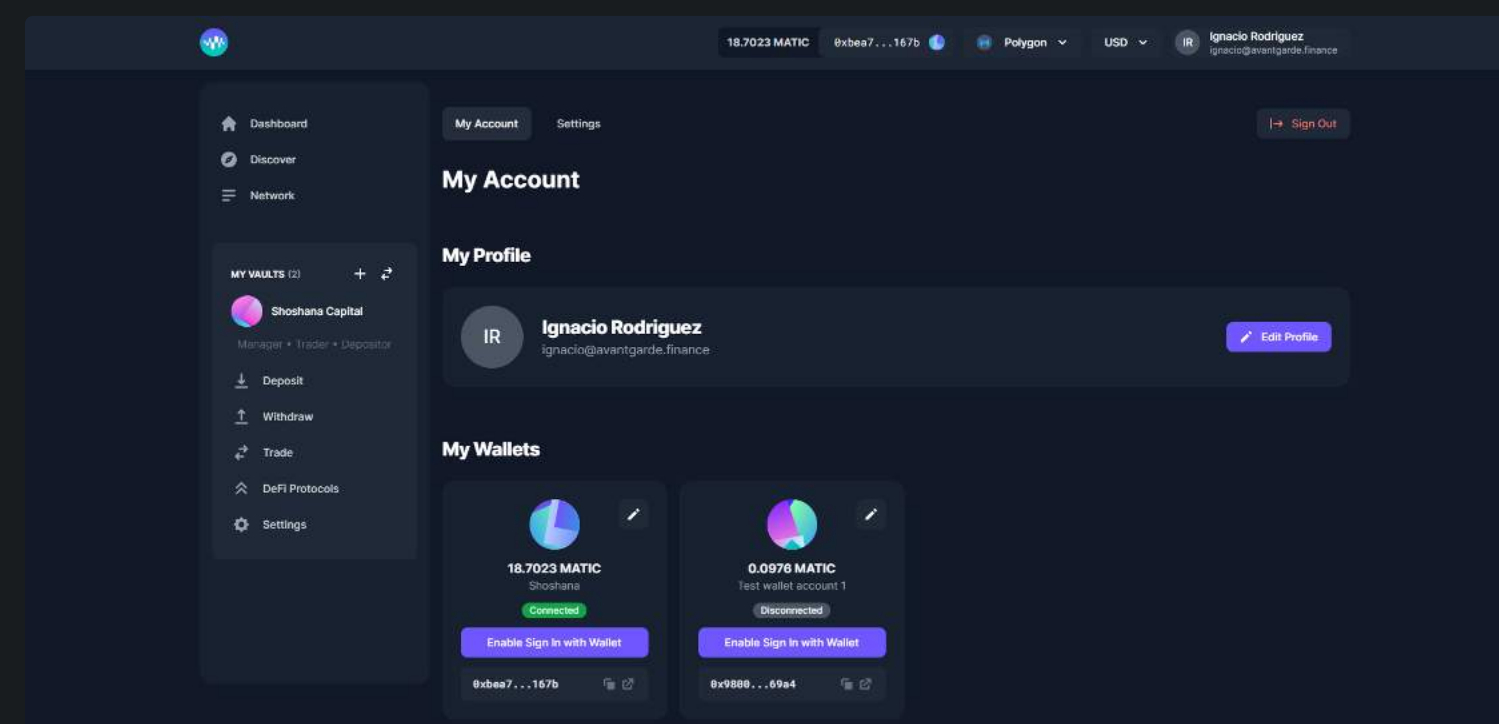 18.7023 MATIC 0xbea7...167b Polygon USD IR Ignacio Rodriguez
ignacio@avantgarde.finance
Dashboard
Discover
Network
MY VAULTS (2)
Shoshana Capital
Manager • Trader • Depositor
Deposit
Withdraw
Trade
DeFi Protocols
Settings
My Account Settings Sign Out
My Account
My Profile
IR Ignacio Rodriguez
ignacio@avantgarde.finance
Edit Profile
My Wallets
18.7023 MATIC
Shoshana
Connected
Enable Sign In with Wallet
0xbea7...167b
0.0976 MATIC
Test wallet account 1
Disconnected
Enable Sign In with Wallet
0x9800...69a4